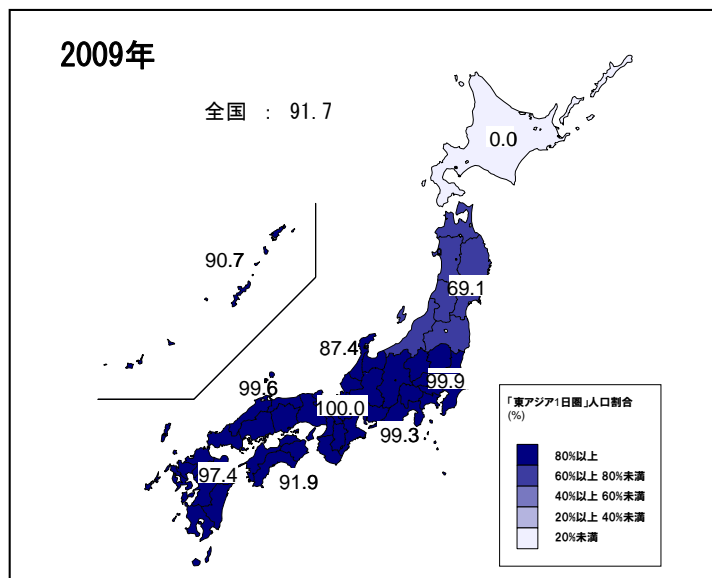 2009年
全国 : 91.7
0.0
90.7
69.1
87.4
99.9
99.6
100.0
99.3
97.4
91.9
「東アジア1日圏」人口割合
(%)
80%以上
60%以上 80%未満
40%以上 60%未満
20%以上 40%未満
20%未満